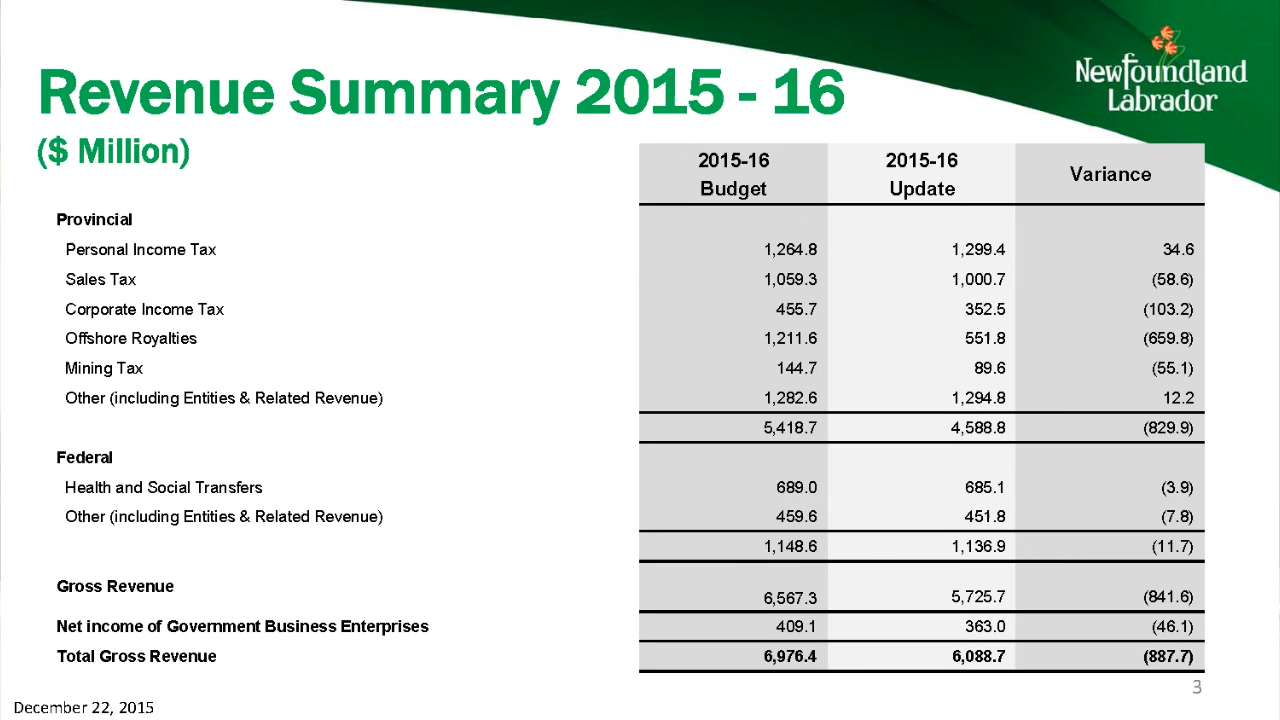 Newfoundland
Labrador
Revenue Summary 2015 - 16
($ Million)
2015-16 Budget 2015-16 Update Variance
Provincial
Personal Income Tax 1,264.8 1,299.4 34.6
Sales Tax 1,059.3 1,000.7 (58.6)
Corporate Income Tax 455.7 352.5 (103.2)
Offshore Royalties 1,211.6 551.8 (659.8)
Mining Tax 144.7 89.6 (55.1)
Other (including Entities & Related Revenue) 1,282.6 1,294.8 12.2
5,418.7 4,588.8 (829.9)
Federal
Health and Social Transfers 689.0 685.1 (3.9)
Other (including Entities & Related Revenue) 459.6 451.8 (7.8)
1,148.6 1,136.9 (11.7)
Gross Revenue 6,567.3 5,725.7 (841.6)
Net income of Government Business Enterprises 409.1 363.0 (46.1)
Total Gross Revenue 6,976.4 6,088.7 (887.7)
3
December 22, 2015